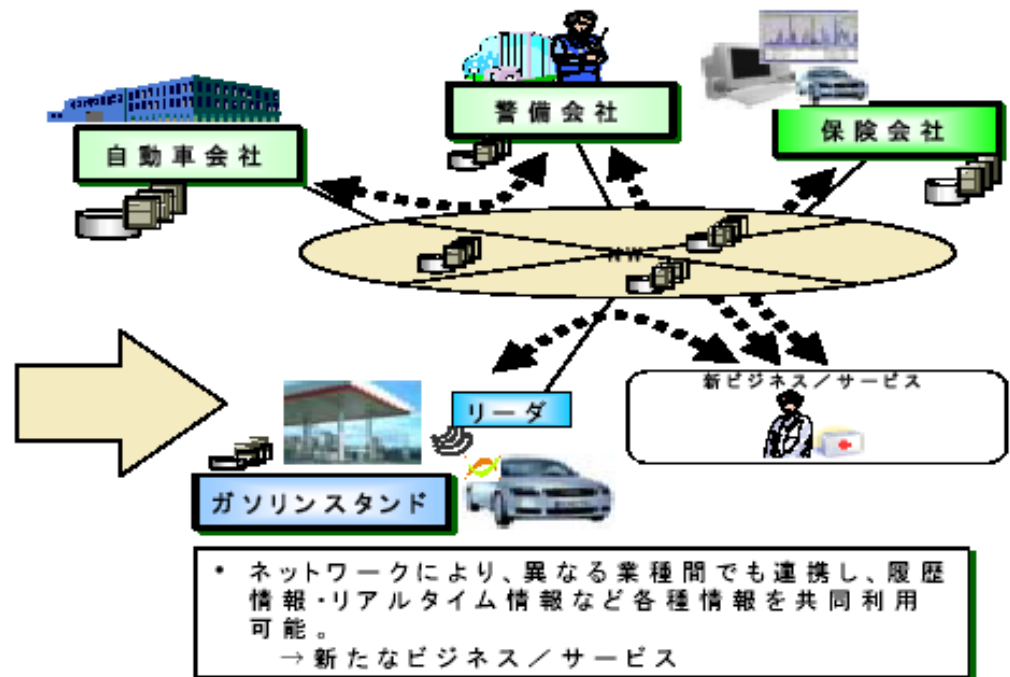 警備会社
保険会社
自動車会社
NW
新ビジネス／サービス
リーダ
ガソリンスタンド
・ ネットワークにより、異なる業種間でも連携し、履歴
情報・リアルタイム情報など各種情報を共同利用
可能。
→ 新たなビジネス／サービス